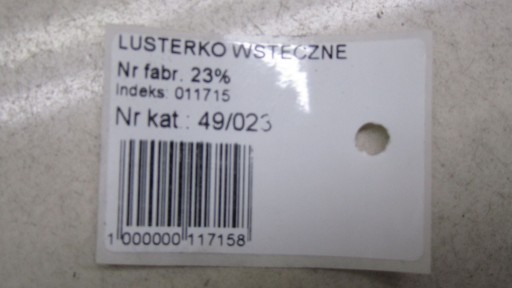 LUSTERKO WSTECZNE
Nr fabr. 23%
Indeks: 011715
Nr kat.: 49/023
1 000000 117158